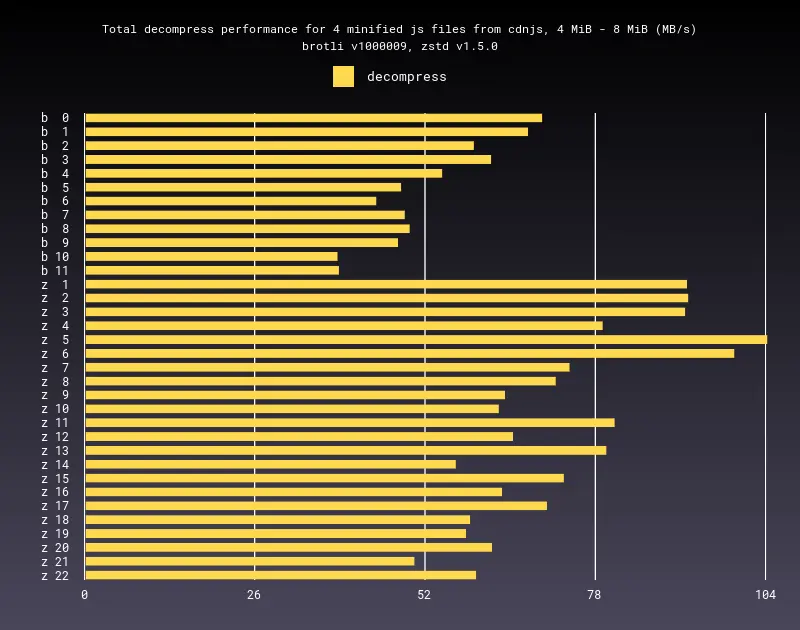 Total decompress performance for 4 minified js files from cdnjs, 4 MiB - 8 MiB (MB/s)
brotli v1000009, zstd v1.5.0
decompress
b 0
b 1
b 2
b 3
b 4
b 5
b 6
b 7
b 8
b 9
b 10
b 11
z 1
z 2
z 3
z 4
z 5
z 6
z 7
z 8
z 9
z 10
z 11
z 12
z 13
z 14
z 15
z 16
z 17
z 18
z 19
z 20
z 21
z 22
0 26 52 78 104